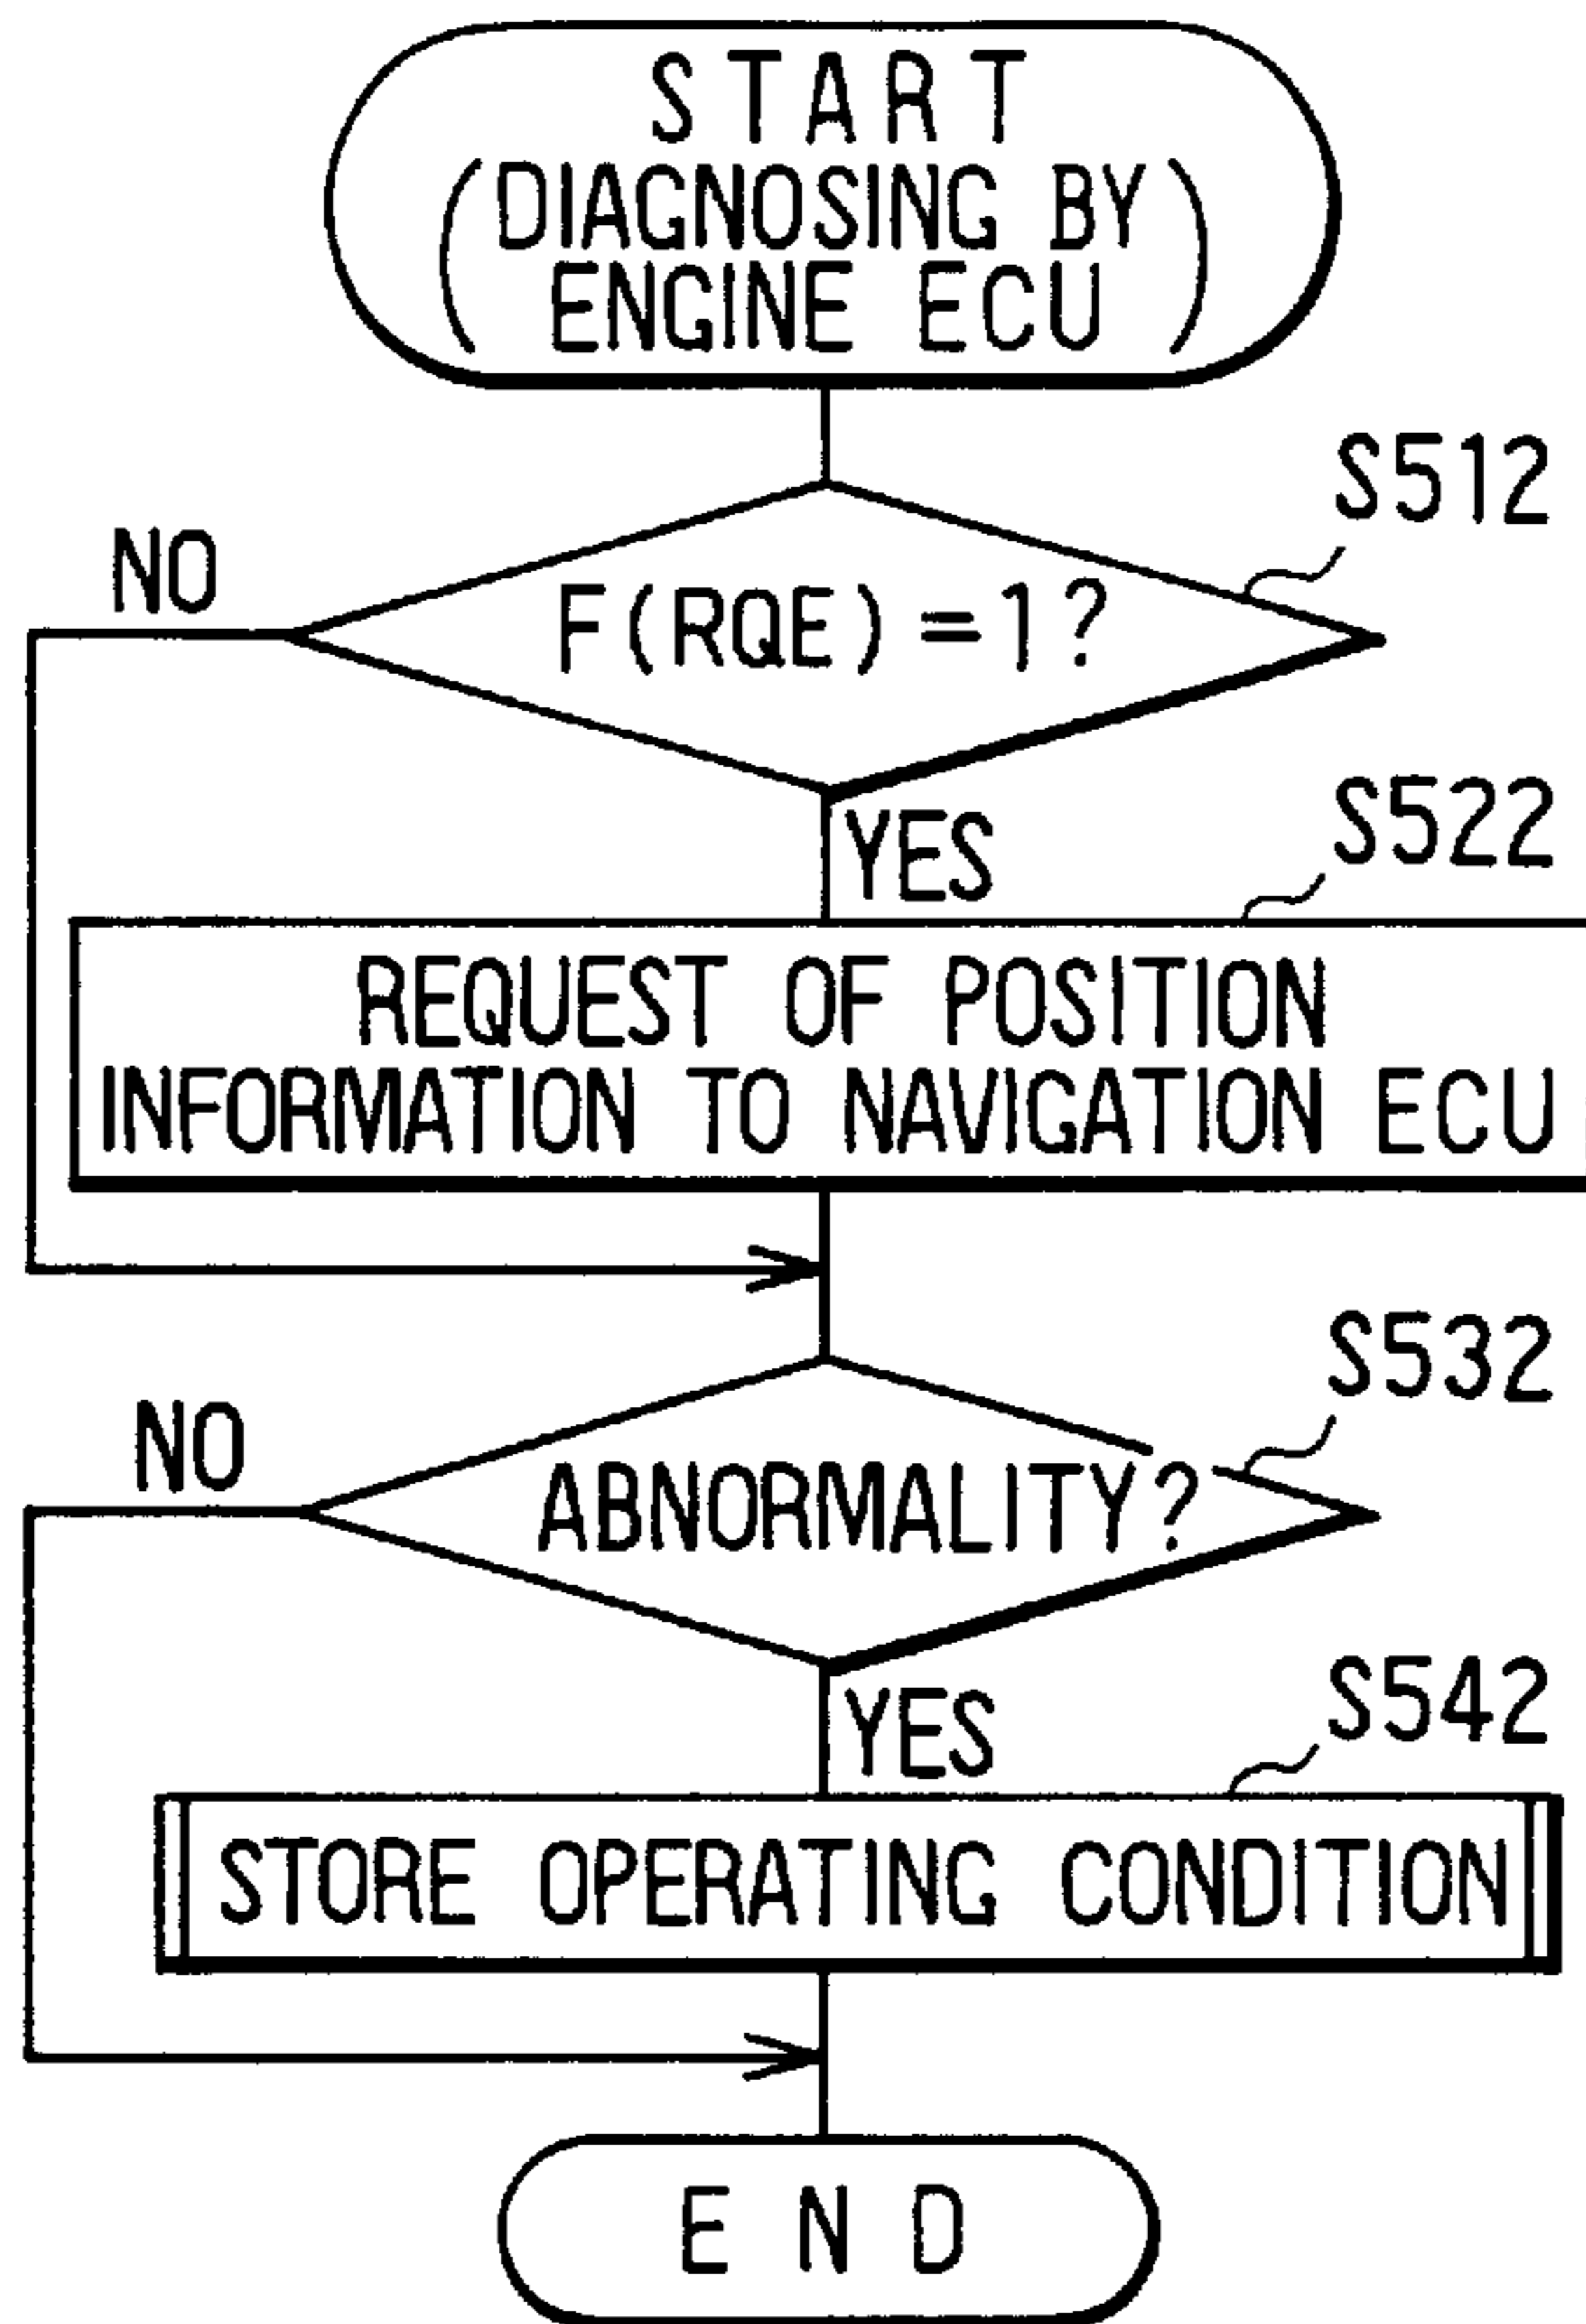 START
(DIAGNOSING BY
ENGINE ECU)
S512
NO
F(RQE)=1?
S522
YES
REQUEST OF POSITION
INFORMATION TO NAVIGATION ECU
S532
NO
ABNORMALITY?
S542
YES
STORE OPERATING CONDITION
END